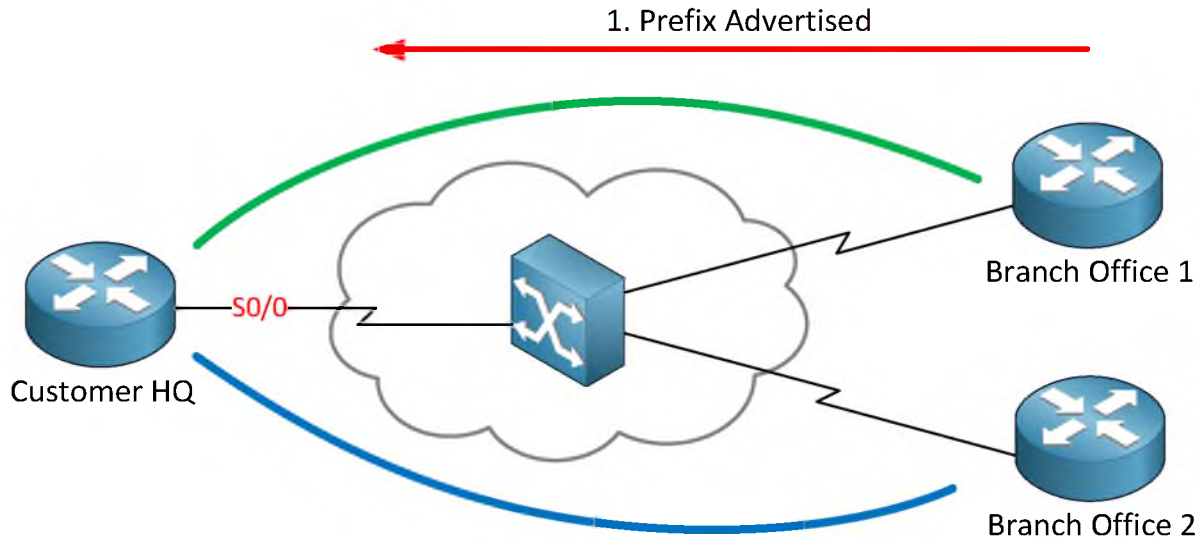 1. Prefix Advertised
Branch Office 1
S0/0
Customer HQ
Branch Office 2